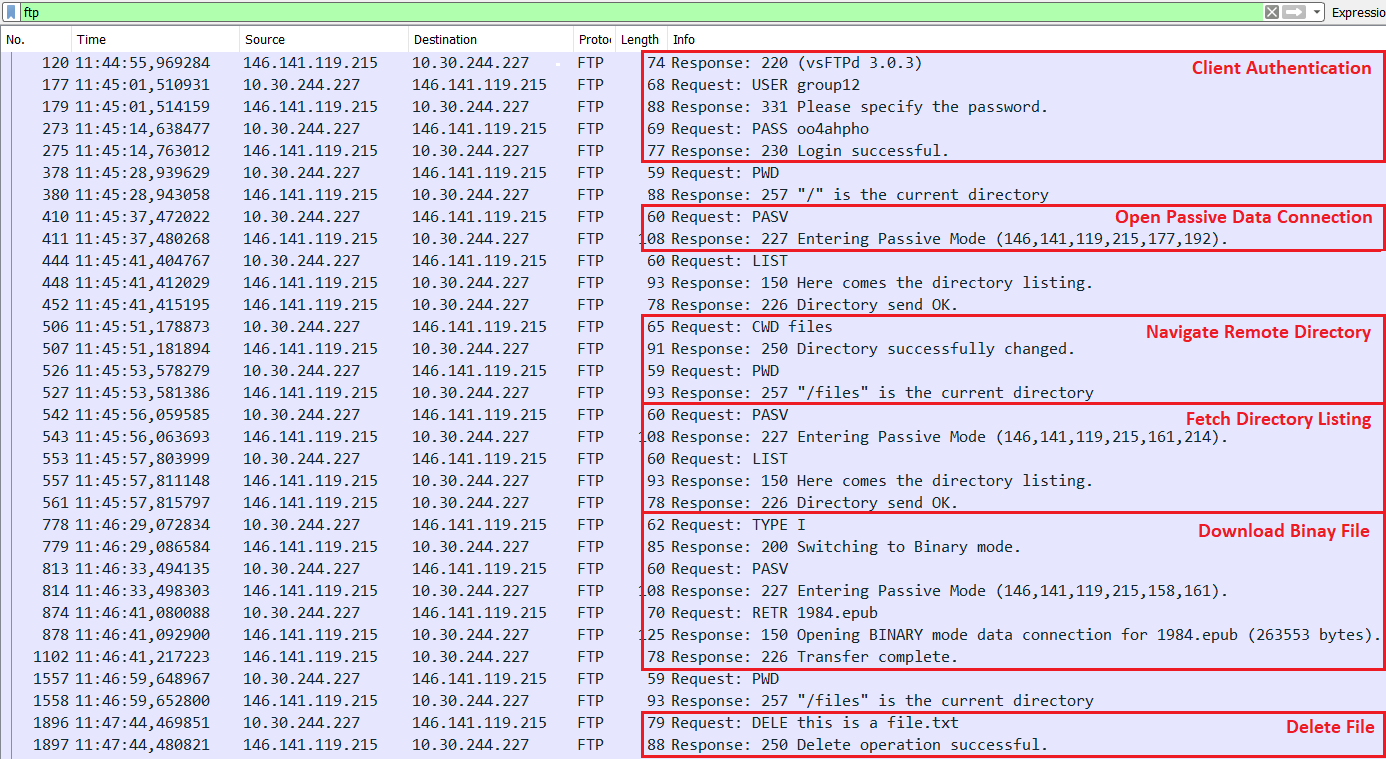 ftp Expressio
No. Time Source Destination Protoc Length Info
120 11:44:55,969284 146.141.119.215 10.30.244.227 FTP 74 Response: 220 (vsFTPd 3.0.3) Client Authentication
177 11:45:01,510931 10.30.244.227 146.141.119.215 FTP 68 Request: USER group12
179 11:45:01,514159 146.141.119.215 10.30.244.227 FTP 88 Response: 331 Please specify the password.
273 11:45:14,638477 10.30.244.227 146.141.119.215 FTP 69 Request: PASS oo4ahpho
275 11:45:14,763012 146.141.119.215 10.30.244.227 FTP 77 Response: 230 Login successful.
378 11:45:28,939629 10.30.244.227 146.141.119.215 FTP 59 Request: PWD
380 11:45:28,943058 146.141.119.215 10.30.244.227 FTP 88 Response: 257 "/" is the current directory
410 11:45:37,472022 10.30.244.227 146.141.119.215 FTP 60 Request: PASV Open Passive Data Connection
411 11:45:37,480268 146.141.119.215 10.30.244.227 FTP 108 Response: 227 Entering Passive Mode (146,141,119,215,177,192).
444 11:45:41,404767 10.30.244.227 146.141.119.215 FTP 60 Request: LIST
448 11:45:41,412029 146.141.119.215 10.30.244.227 FTP 93 Response: 150 Here comes the directory listing.
452 11:45:41,415195 146.141.119.215 10.30.244.227 FTP 78 Response: 226 Directory send OK.
506 11:45:51,178873 10.30.244.227 146.141.119.215 FTP 65 Request: CWD files Navigate Remote Directory
507 11:45:51,181894 146.141.119.215 10.30.244.227 FTP 91 Response: 250 Directory successfully changed.
526 11:45:53,578279 10.30.244.227 146.141.119.215 FTP 59 Request: PWD
527 11:45:53,581386 146.141.119.215 10.30.244.227 FTP 93 Response: 257 "/files" is the current directory
542 11:45:56,059585 10.30.244.227 146.141.119.215 FTP 60 Request: PASV Fetch Directory Listing
543 11:45:56,063693 146.141.119.215 10.30.244.227 FTP 108 Response: 227 Entering Passive Mode (146,141,119,215,161,214).
553 11:45:57,803999 10.30.244.227 146.141.119.215 FTP 60 Request: LIST
557 11:45:57,811148 146.141.119.215 10.30.244.227 FTP 93 Response: 150 Here comes the directory listing.
561 11:45:57,815797 146.141.119.215 10.30.244.227 FTP 78 Response: 226 Directory send OK.
778 11:46:29,072834 10.30.244.227 146.141.119.215 FTP 62 Request: TYPE I Download Binay File
779 11:46:29,086584 146.141.119.215 10.30.244.227 FTP 85 Response: 200 Switching to Binary mode.
813 11:46:33,494135 10.30.244.227 146.141.119.215 FTP 60 Request: PASV
814 11:46:33,498303 146.141.119.215 10.30.244.227 FTP 108 Response: 227 Entering Passive Mode (146,141,119,215,158,161).
874 11:46:41,080088 10.30.244.227 146.141.119.215 FTP 70 Request: RETR 1984.epub
878 11:46:41,092900 146.141.119.215 10.30.244.227 FTP 125 Response: 150 Opening BINARY mode data connection for 1984.epub (263553 bytes).
1102 11:46:41,217223 146.141.119.215 10.30.244.227 FTP 78 Response: 226 Transfer complete.
1557 11:46:59,648967 10.30.244.227 146.141.119.215 FTP 59 Request: PWD
1558 11:46:59,652800 146.141.119.215 10.30.244.227 FTP 93 Response: 257 "/files" is the current directory
1896 11:47:44,469851 10.30.244.227 146.141.119.215 FTP 79 Request: DELE this is a file.txt Delete File
1897 11:47:44,480821 146.141.119.215 10.30.244.227 FTP 88 Response: 250 Delete operation successful.